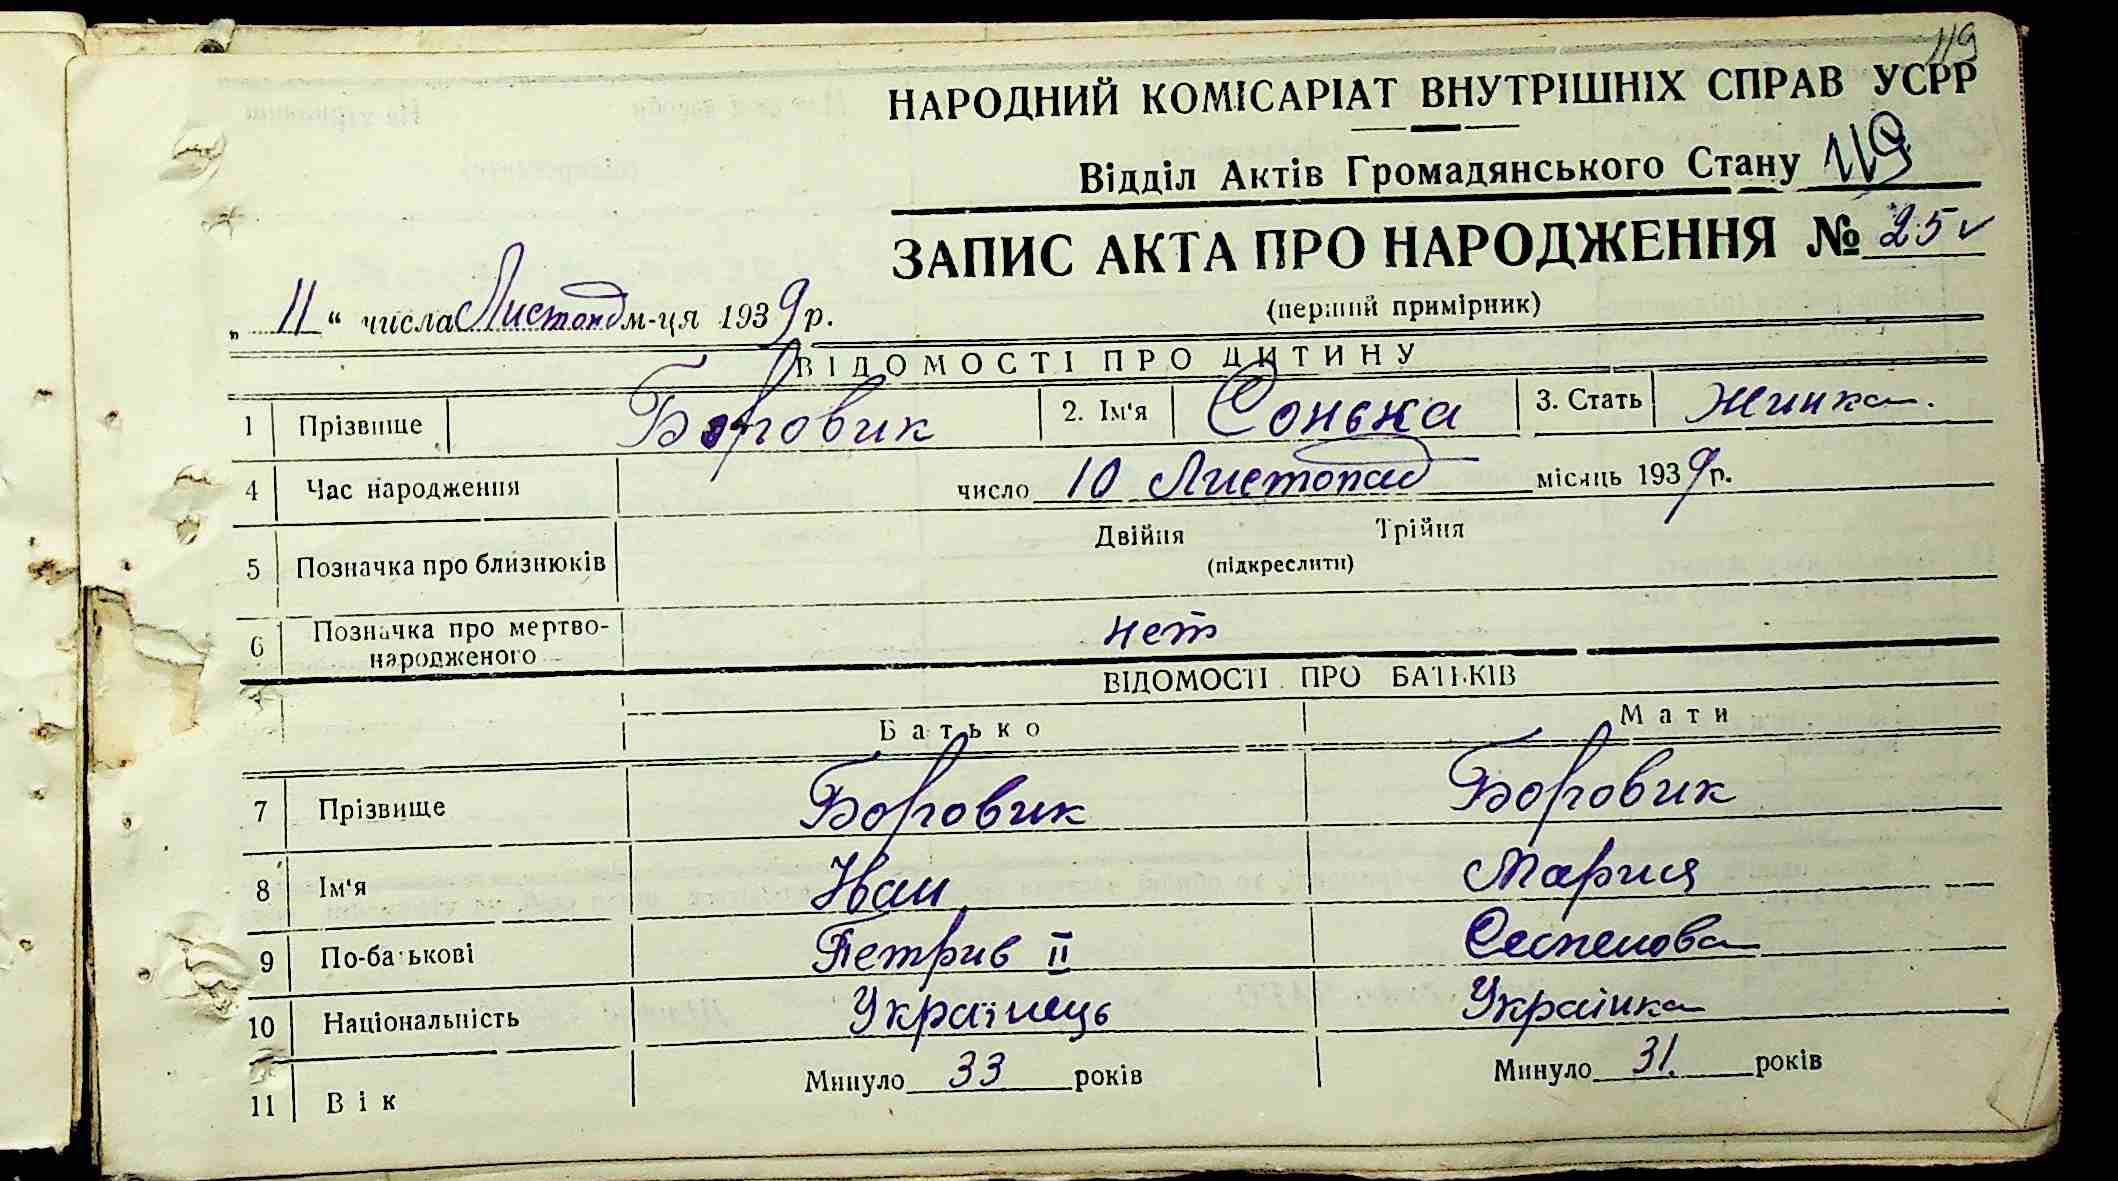 119
НАРОДНИЙ КОМІСАРІАТ ВНУТРІШНІХ СПРАВ УСРР
Відділ Актів Громадянського Стану 119
ЗАПИС АКТА ПРО НАРОДЖЕННЯ № 25
(перший примірник)
„ 11 “ числа Листопад м-ця 1939 р.
ВІДОМОСТІ ПРО ДИТИНУ
1 Прізвище Боровик 2. Ім'я Сонька 3. Стать Жинка.
4 Час народження число 10 Листопад місяць 1939 р.
5 Позначка про близнюків Двійня Трійня
(підкреслити)
6 Позначка про мертво-
народженого нет
ВІДОМОСТІ ПРО БАТЬКІВ
Батько Мати
7 Прізвище Боровик Боровик
8 Ім'я Иван Мария
9 По-батькові Петрив II
10 Національність Українець Украинка
11 Вік Минуло 33 років Минуло 31. років